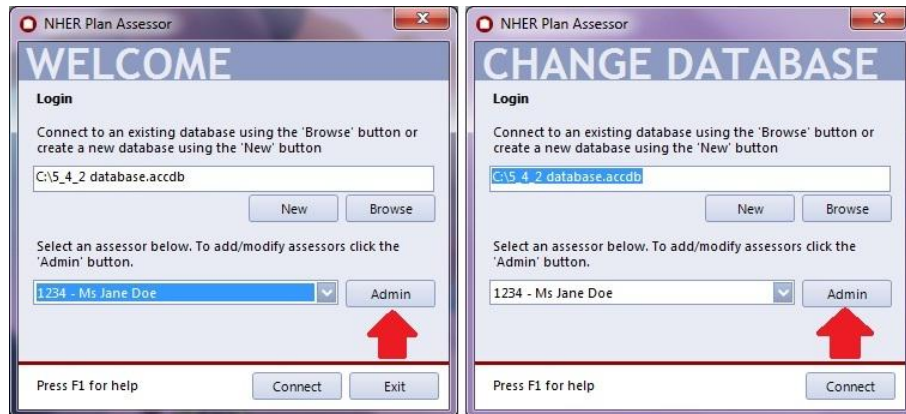 NHER Plan Assessor
WELCOME
Login
Connect to an existing database using the 'Browse' button or
create a new database using the 'New' button
C:\5_4_2 database.accdb
New
Browse
Select an assessor below. To add/modify assessors click the
'Admin' button.
1234 - Ms Jane Doe
Admin
Press F1 for help
Connect
Exit
NHER Plan Assessor
CHANGE DATABASE
Login
Connect to an existing database using the 'Browse' button or
create a new database using the 'New' button
C:\5_4_2 database.accdb
New
Browse
Select an assessor below. To add/modify assessors click the
'Admin' button.
1234 - Ms Jane Doe
Admin
Press F1 for help
Connect